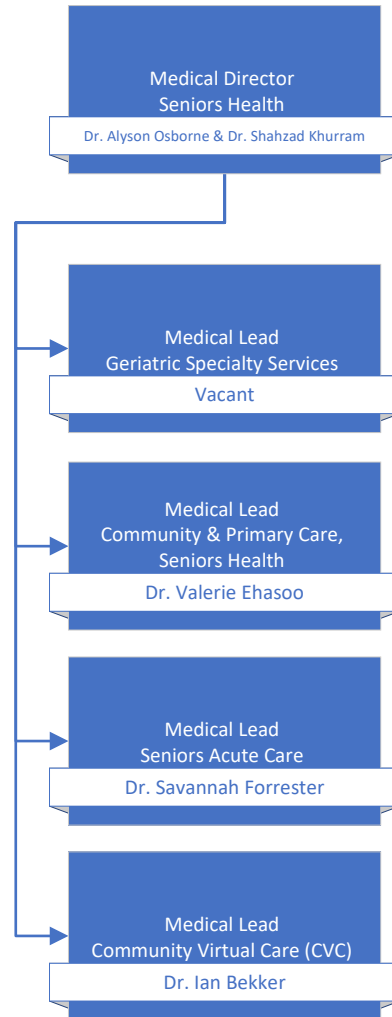 Medical Director
Seniors Health
Dr. Alyson Osborne & Dr. Shahzad Khurram
Medical Lead
Geriatric Specialty Services
Vacant
Medical Lead
Community & Primary Care,
Seniors Health
Dr. Valerie Ehasoo
Medical Lead
Seniors Acute Care
Dr. Savannah Forrester
Medical Lead
Community Virtual Care (CVC)
Dr. Ian Bekker